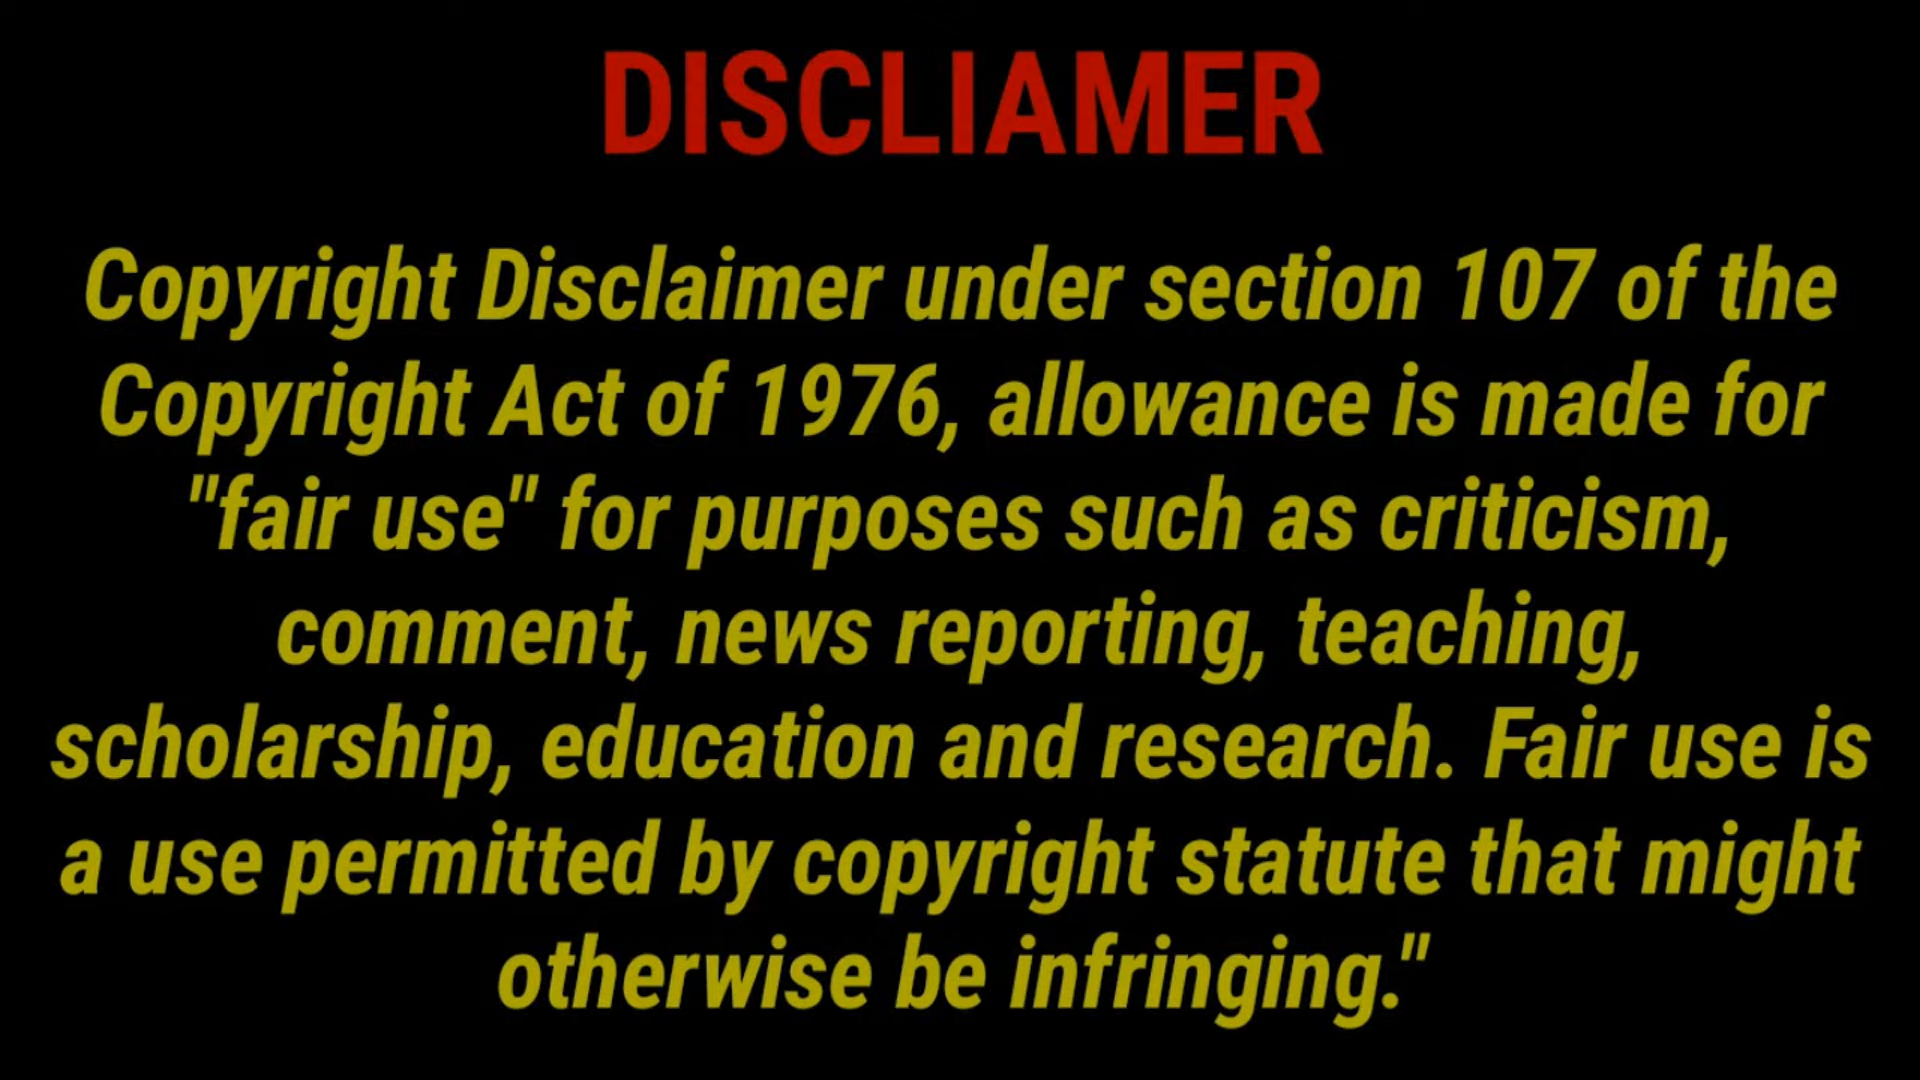 DISCLIAMER
Copyright Disclaimer under section 107 of the
Copyright Act of 1976, allowance is made for
"fair use" for purposes such as criticism,
comment, news reporting, teaching,
scholarship, education and research. Fair use is
a use permitted by copyright statute that might
otherwise be infringing."